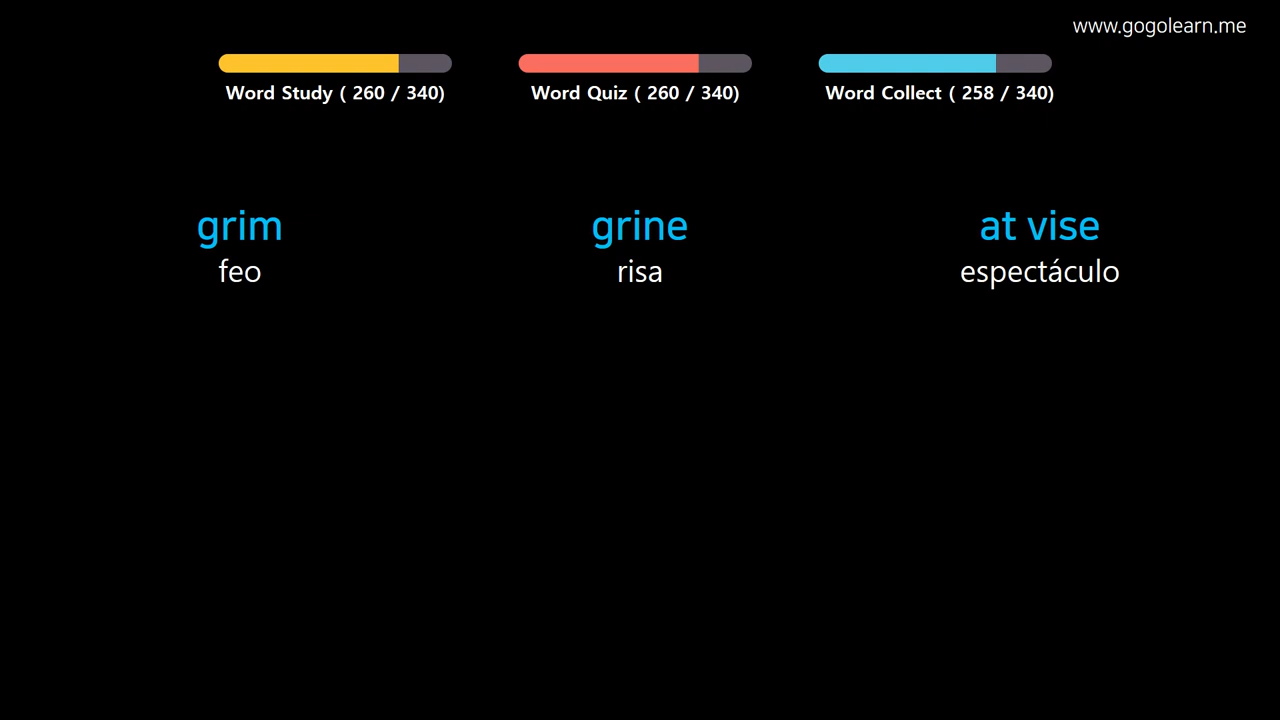 www.gogolearn.me
Word Study ( 260 / 340)
Word Quiz ( 260 / 340)
Word Collect ( 258 / 340)
grim
feo
grine
risa
at vise
espectáculo